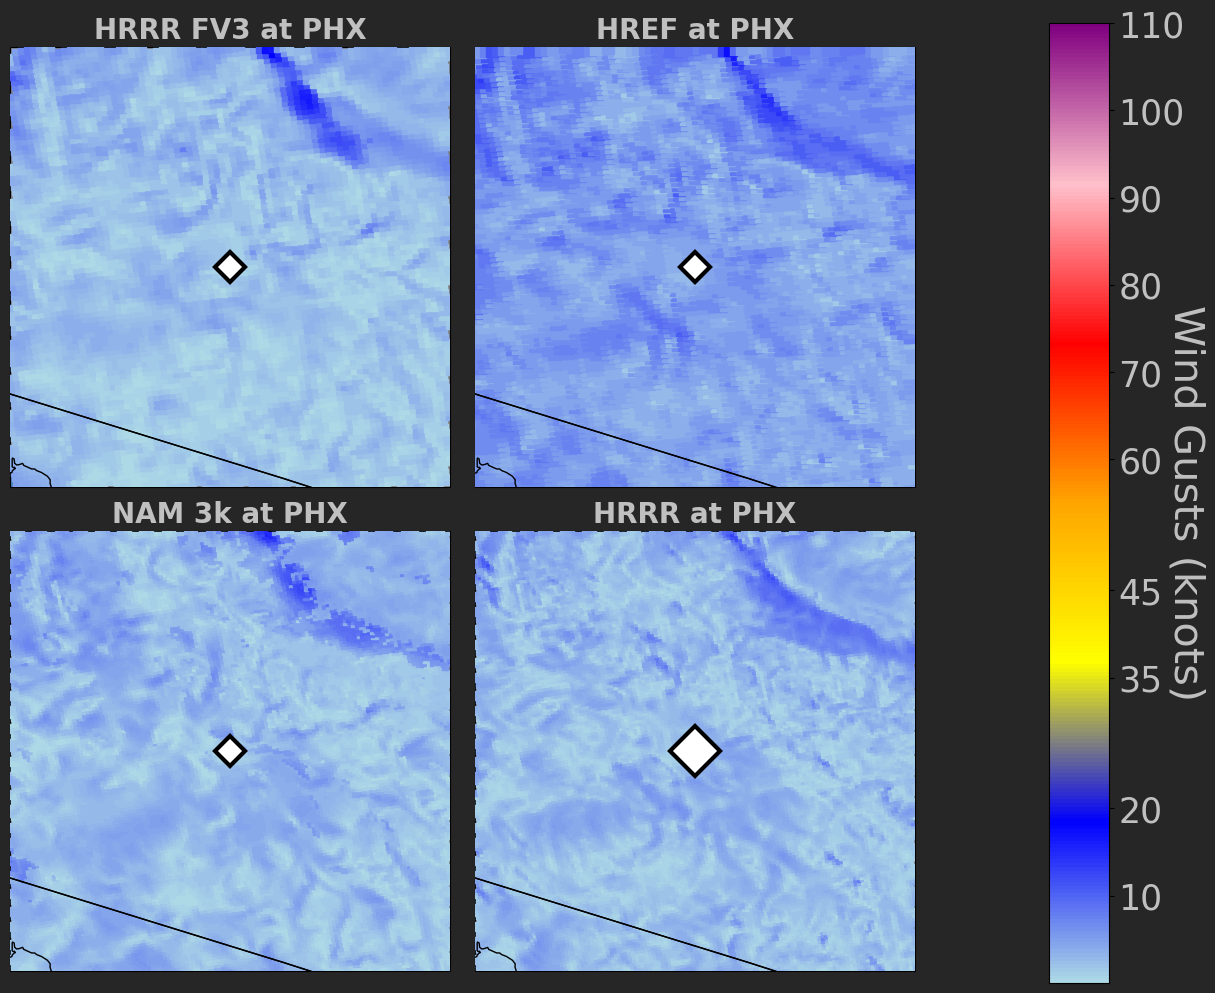 HRRR FV3 at PHX
HREF at PHX
NAM 3k at PHX
HRRR at PHX
110
100
90
80
70
60
45
35
20
10
Wind Gusts (knots)